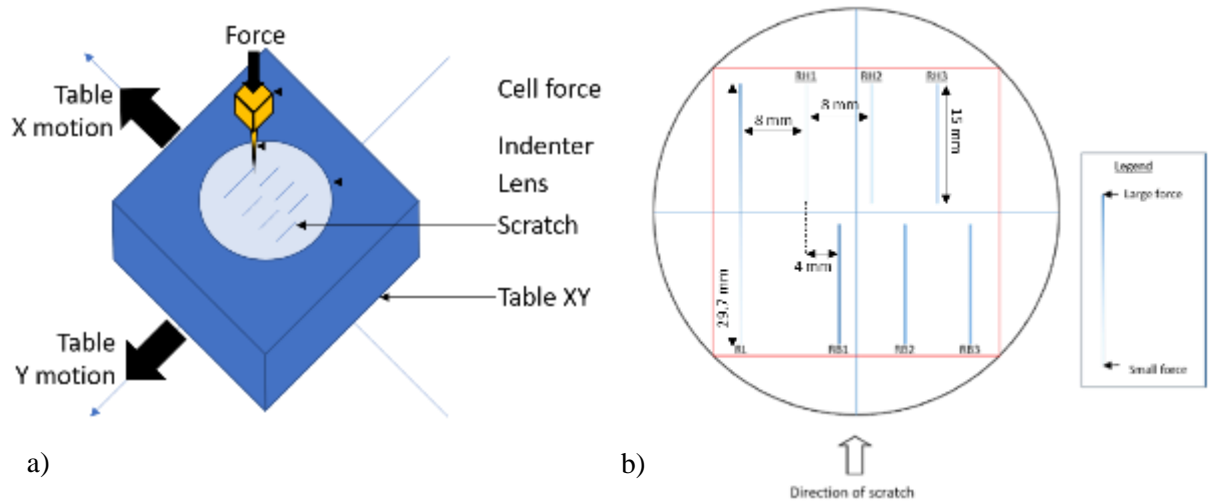 Force
Table
X motion
Cell force
Indenter
Lens
Scratch
Table XY
Table
Y motion
a)
RH1
RH2
RH3
8 mm
8 mm
15 mm
4 mm
29.7 mm
RL
RB1
RB2
RB3
b)
Direction of scratch
Legend
Large force
Small force